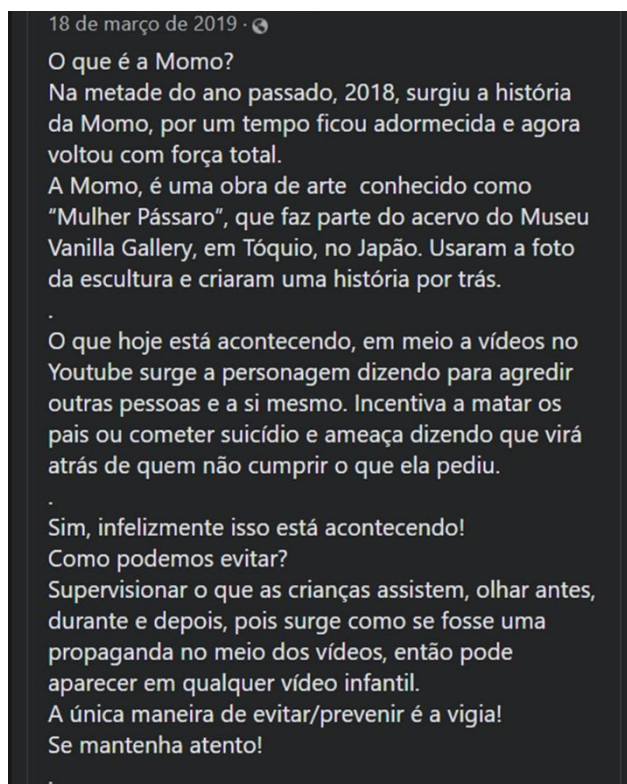 18 de março de 2019 ·
O que é a Momo?
Na metade do ano passado, 2018, surgiu a história
da Momo, por um tempo ficou adormecida e agora
voltou com força total.
A Momo, é uma obra de arte  conhecido como
“Mulher Pássaro”, que faz parte do acervo do Museu
Vanilla Gallery, em Tóquio, no Japão. Usaram a foto
da escultura e criaram uma história por trás.
.
O que hoje está acontecendo, em meio a vídeos no
Youtube surge a personagem dizendo para agredir
outras pessoas e a si mesmo. Incentiva a matar os
pais ou cometer suicídio e ameaça dizendo que virá
atrás de quem não cumprir o que ela pediu.
.
Sim, infelizmente isso está acontecendo!
Como podemos evitar?
Supervisionar o que as crianças assistem, olhar antes,
durante e depois, pois surge como se fosse uma
propaganda no meio dos vídeos, então pode
aparecer em qualquer vídeo infantil.
A única maneira de evitar/prevenir é a vigia!
Se mantenha atento!
.